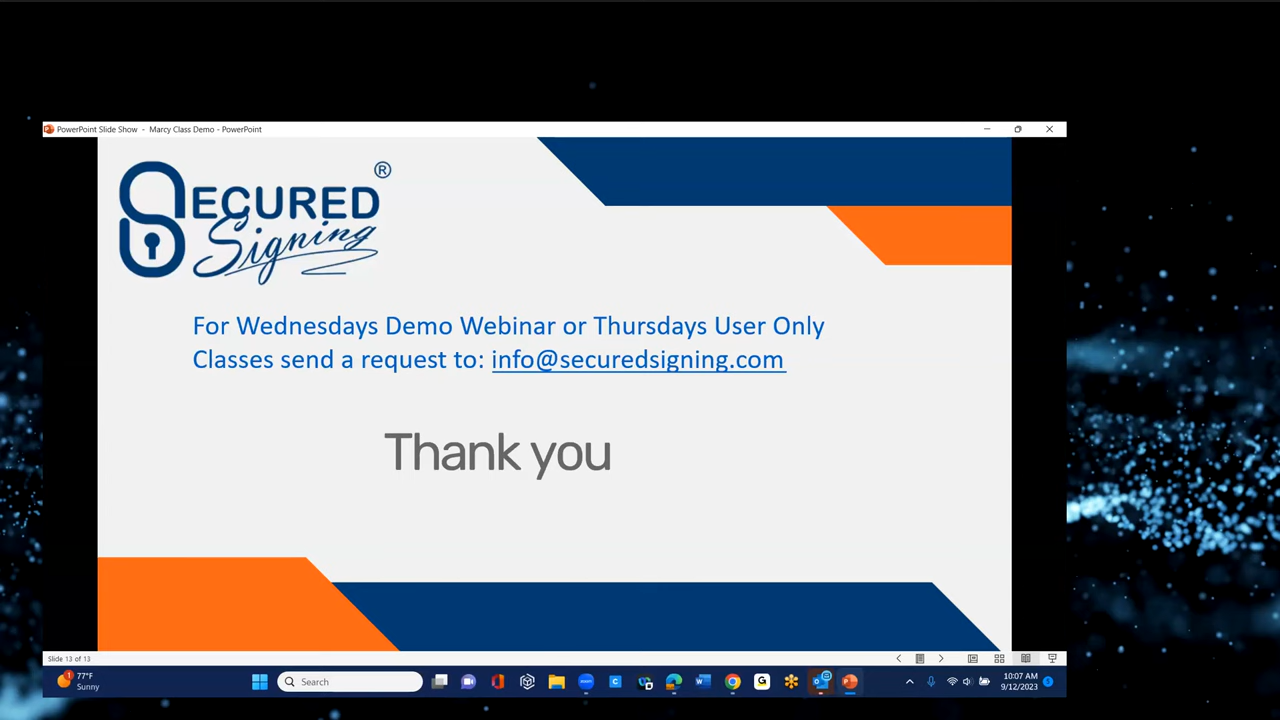 PowerPoint Slide Show - Marcy Class Demo - PowerPoint
SECURED ®
Signing
For Wednesdays Demo Webinar or Thursdays User Only
Classes send a request to: info@securedsigning.com
Thank you
Slide 13 of 13
1
77°F
Sunny
Search
10:07 AM
9/12/2023